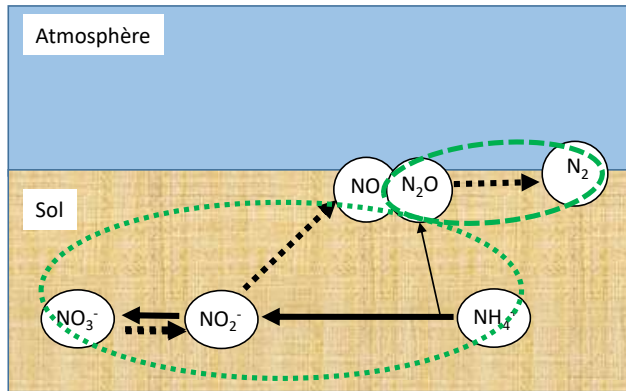 Atmosphère
N₂
NO N₂O
Sol
NO₃⁻ NO₂⁻ NH₄⁺